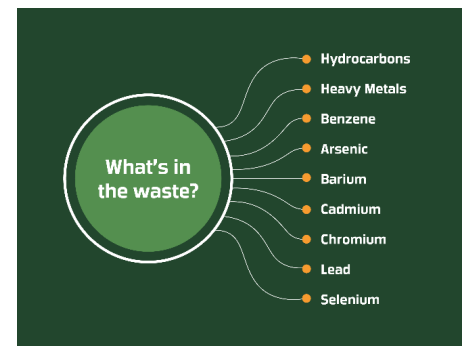 What's in
the waste?
Hydrocarbons
Heavy Metals
Benzene
Arsenic
Barium
Cadmium
Chromium
Lead
Selenium